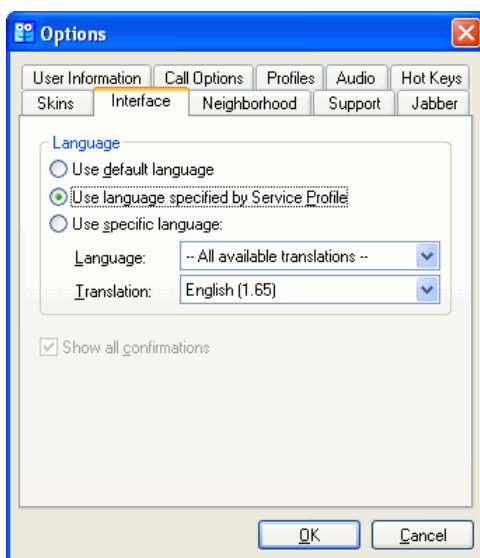 Options
User Information Call Options Profiles Audio Hot Keys
Skins Interface Neighborhood Support Jabber
Language
Use default language
Use language specified by Service Profile
Use specific language:
Language: -- All available translations --
Translation: English (1.65)
Show all confirmations
OK Cancel